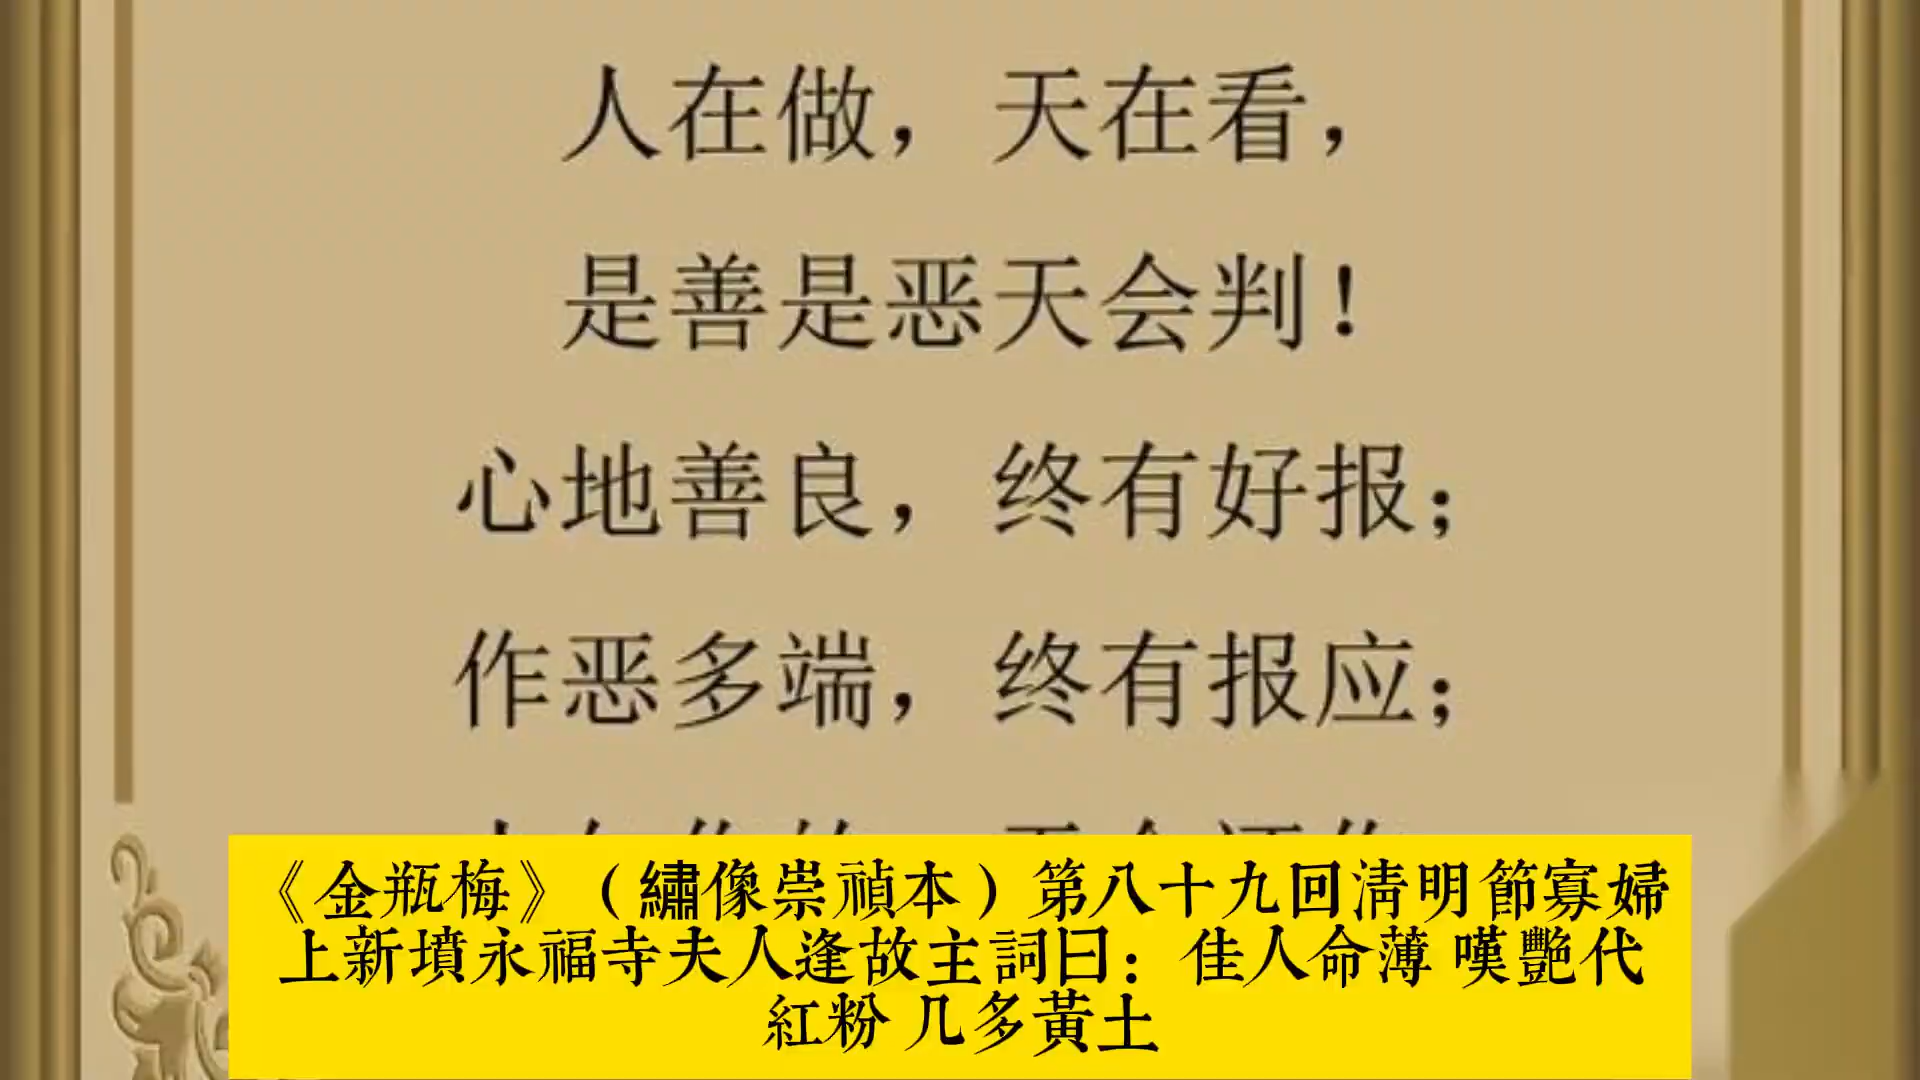 人在做，天在看，
是善是恶天会判！
心地善良，终有好报；
作恶多端，终有报应；
《金瓶梅》（繡像崇禎本）第八十九回清明節寡婦
上新墳永福寺夫人逢故主詞曰：佳人命薄 嘆艷代
紅粉 几多黃土